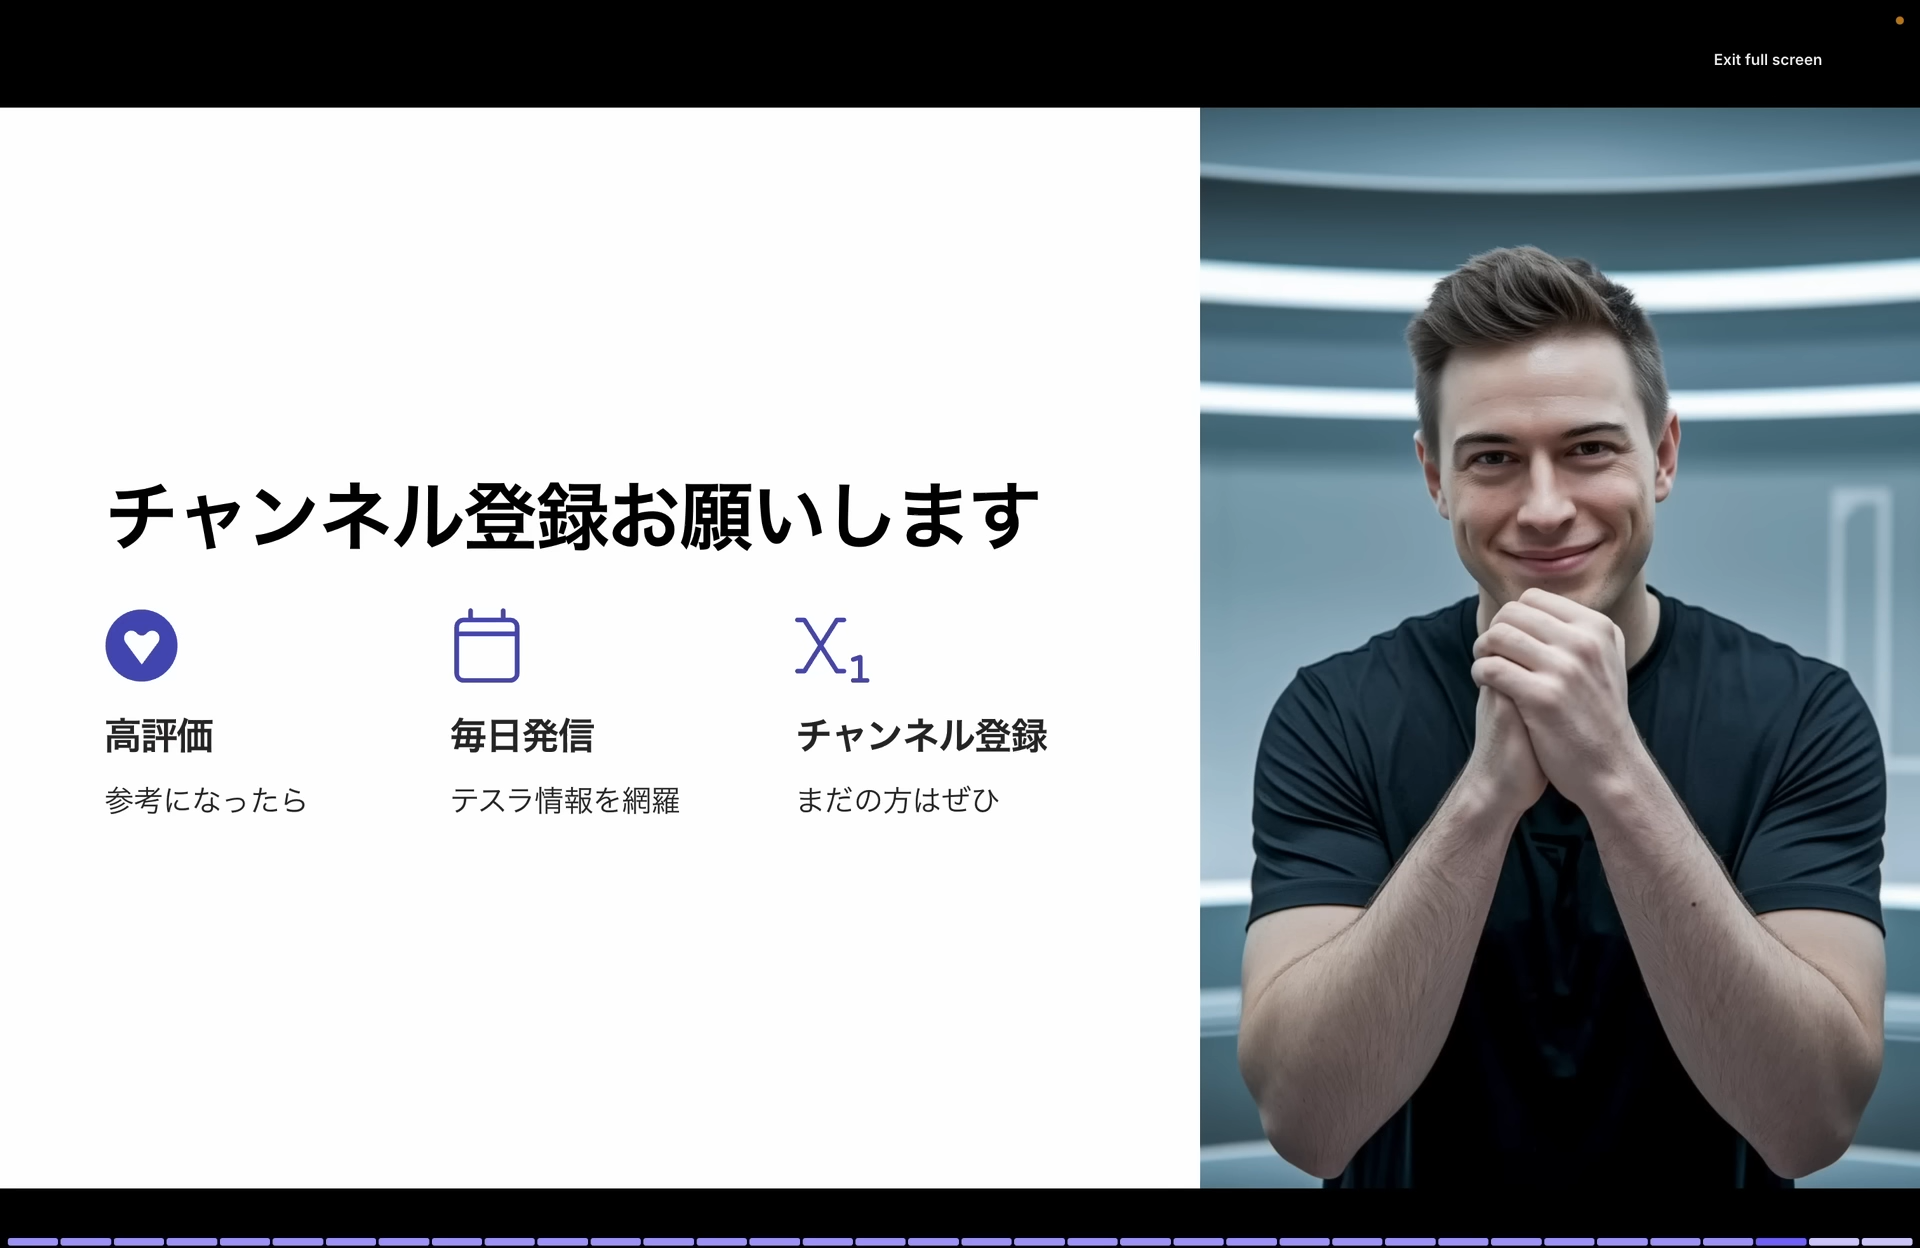 Exit full screen
チャンネル登録お願いします
高評価
参考になったら
毎日発信
テスラ情報を網羅
X₁
チャンネル登録
まだの方はぜひ